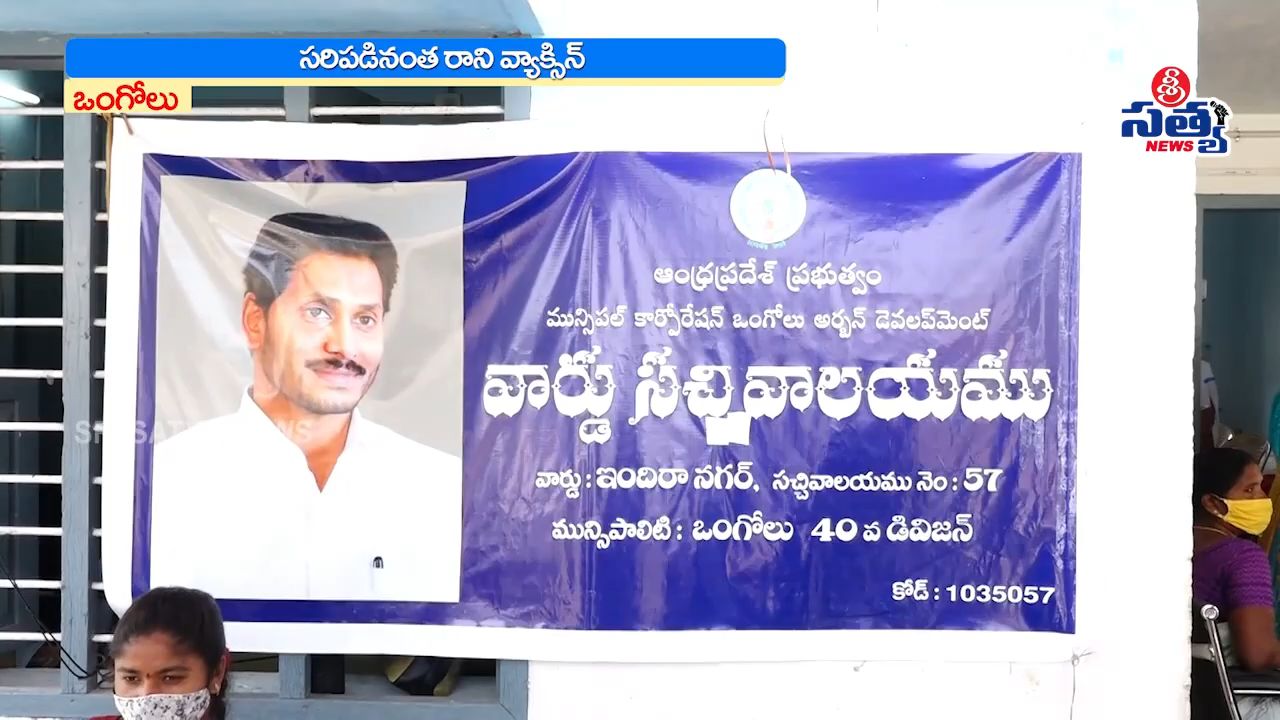 సరిపడినంత రాని వ్యాక్సిన్
ఒంగోలు
శ్రీ
సత్య
NEWS
ఆంధ్రప్రదేశ్ ప్రభుత్వం
మున్సిపల్ కార్పోరేషన్ ఒంగోలు అర్బన్ డెవలప్‌మెంట్
వార్డు సచ్చివాలయము
వార్డు : ఇందిరా నగర్, సచ్చివాలయము నెం : 57
మున్సిపాలిటి : ఒంగోలు 40 వ డివిజన్
కోడ్ : 1035057